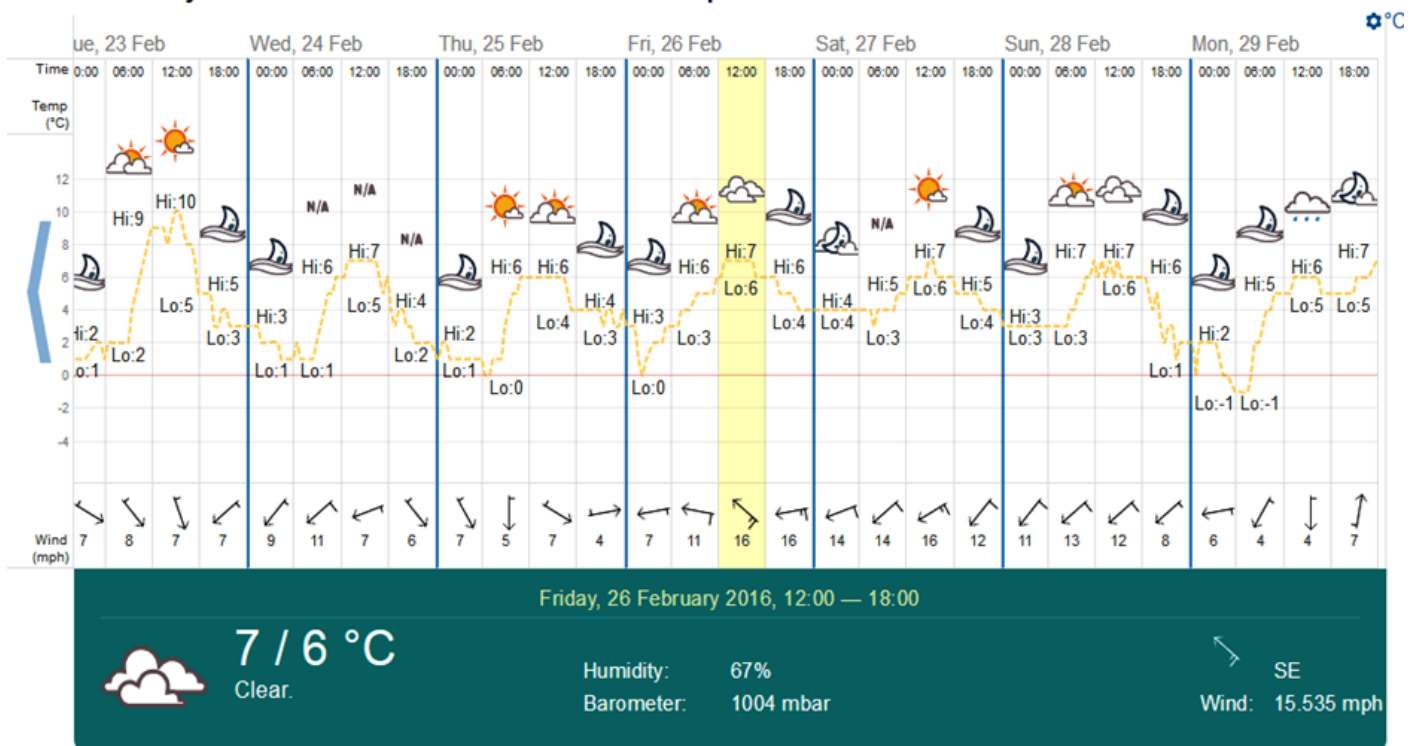 °C
ue, 23 Feb Wed, 24 Feb Thu, 25 Feb Fri, 26 Feb Sat, 27 Feb Sun, 28 Feb Mon, 29 Feb
Time 0:00 06:00 12:00 18:00 00:00 06:00 12:00 18:00 00:00 06:00 12:00 18:00 00:00 06:00 12:00 18:00 00:00 06:00 12:00 18:00 00:00 06:00 12:00 18:00 00:00 06:00 12:00 18:00
Temp
(°C)
12
10
8
6
4
2
0
-2
-4
Hi:2 Hi:9 Hi:10 Hi:5 Hi:3 Hi:6 Hi:7 Hi:4 Hi:2 Hi:6 Hi:6 Hi:4 Hi:3 Hi:6 Hi:7 Hi:6 Hi:4 Hi:5 Hi:7 Hi:5 Hi:3 Hi:7 Hi:7 Hi:6 Hi:2 Hi:5 Hi:6 Hi:7
N/A N/A N/A N/A
.o:1 Lo:2 Lo:5 Lo:3 Lo:1 Lo:1 Lo:5 Lo:2 Lo:1 Lo:0 Lo:4 Lo:3 Lo:0 Lo:3 Lo:6 Lo:4 Lo:4 Lo:3 Lo:6 Lo:4 Lo:3 Lo:3 Lo:6 Lo:1 Lo:-1 Lo:-1 Lo:5 Lo:5
Wind 7 8 7 7 9 11 7 6 7 5 7 4 7 11 16 16 14 14 16 12 11 13 12 8 6 4 4 7
(mph)
Friday, 26 February 2016, 12:00 — 18:00
7 / 6 °C
Clear.
Humidity: 67%
Barometer: 1004 mbar
SE
Wind: 15.535 mph